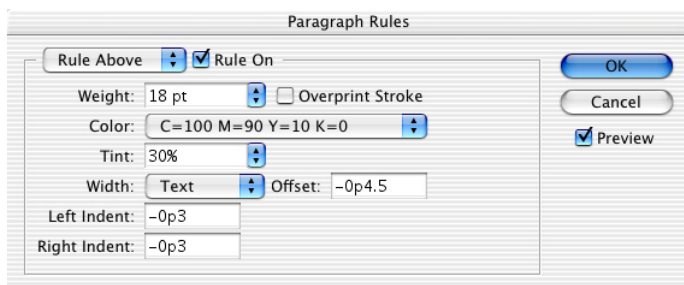 Paragraph Rules
Rule Above Rule On
OK
Weight: 18 pt Overprint Stroke
Cancel
Color: C=100 M=90 Y=10 K=0
Preview
Tint: 30%
Width: Text Offset: -0p4.5
Left Indent: -0p3
Right Indent: -0p3